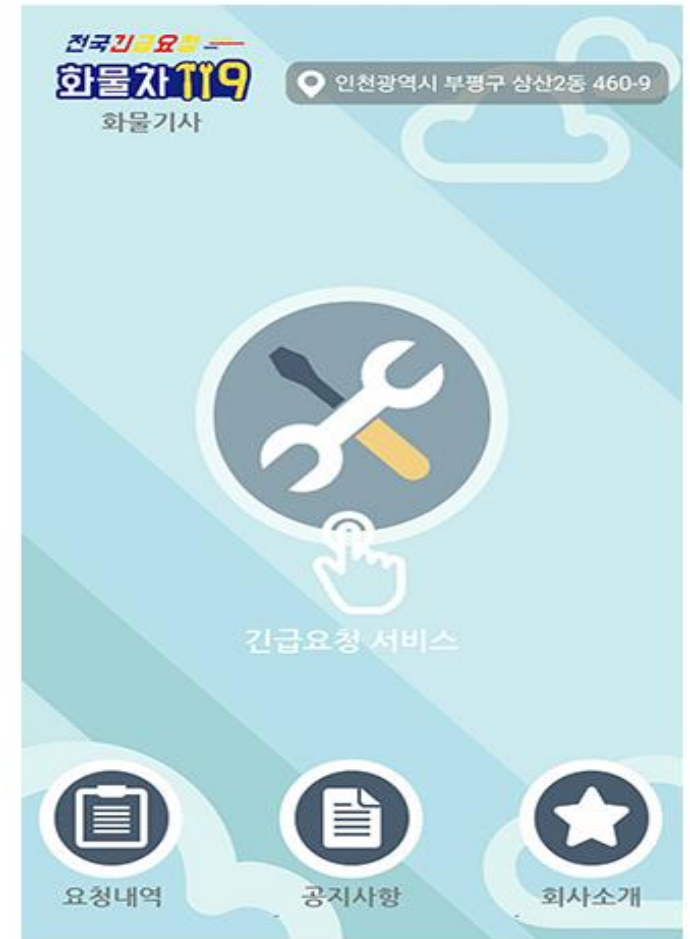 전국긴급요청
화물차119
화물기사
인천광역시 부평구 삼산2동 460-9
긴급요청 서비스
요청내역
공지사항
회사소개